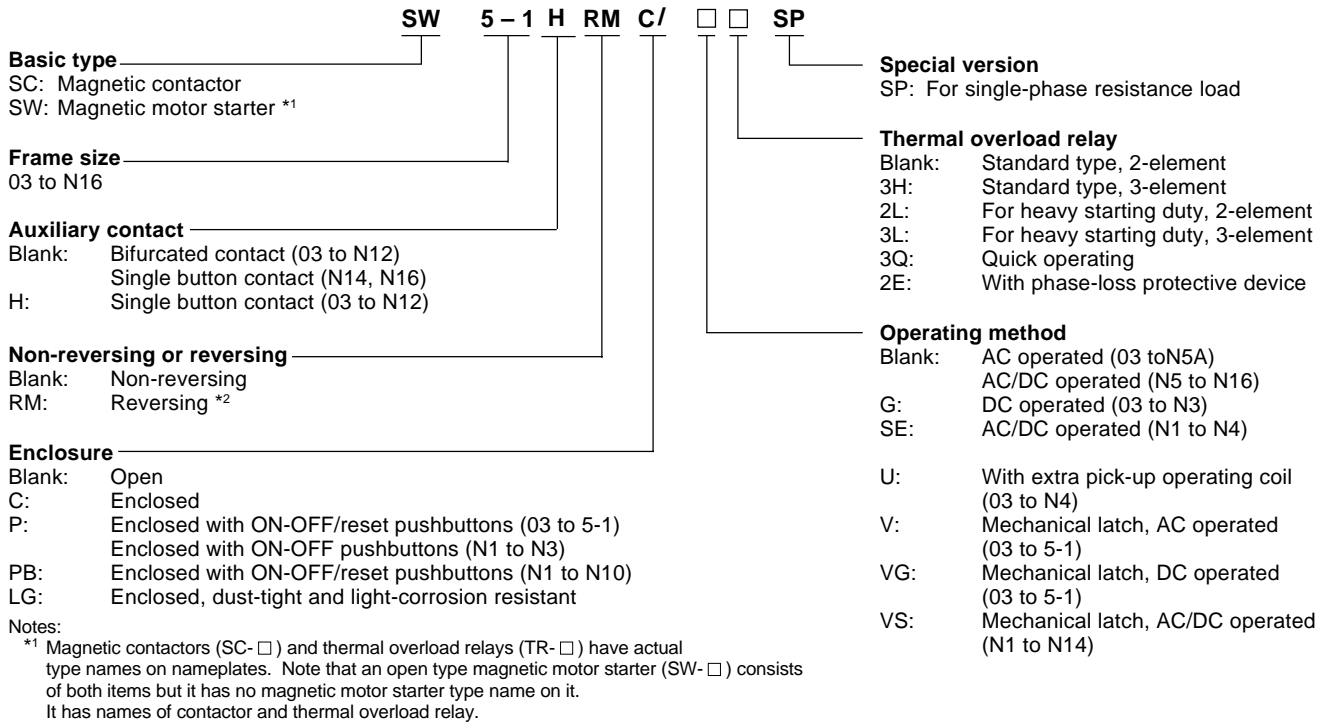 SW 5 – 1 H RM C/ □ □ SP
Basic type
SC: Magnetic contactor
SW: Magnetic motor starter *1
Frame size
03 to N16
Auxiliary contact
Blank: Bifurcated contact (03 to N12)
Single button contact (N14, N16)
H: Single button contact (03 to N12)
Non-reversing or reversing
Blank: Non-reversing
RM: Reversing *2
Enclosure
Blank: Open
C: Enclosed
P: Enclosed with ON-OFF/reset pushbuttons (03 to 5-1)
Enclosed with ON-OFF pushbuttons (N1 to N3)
PB: Enclosed with ON-OFF/reset pushbuttons (N1 to N10)
LG: Enclosed, dust-tight and light-corrosion resistant
Notes:
*1 Magnetic contactors (SC- □ ) and thermal overload relays (TR- □ ) have actual
type names on nameplates. Note that an open type magnetic motor starter (SW- □ ) consists
of both items but it has no magnetic motor starter type name on it.
It has names of contactor and thermal overload relay.
Special version
SP: For single-phase resistance load
Thermal overload relay
Blank: Standard type, 2-element
3H: Standard type, 3-element
2L: For heavy starting duty, 2-element
3L: For heavy starting duty, 3-element
3Q: Quick operating
2E: With phase-loss protective device
Operating method
Blank: AC operated (03 toN5A)
AC/DC operated (N5 to N16)
G: DC operated (03 to N3)
SE: AC/DC operated (N1 to N4)
U: With extra pick-up operating coil
(03 to N4)
V: Mechanical latch, AC operated
(03 to 5-1)
VG: Mechanical latch, DC operated
(03 to 5-1)
VS: Mechanical latch, AC/DC operated
(N1 to N14)